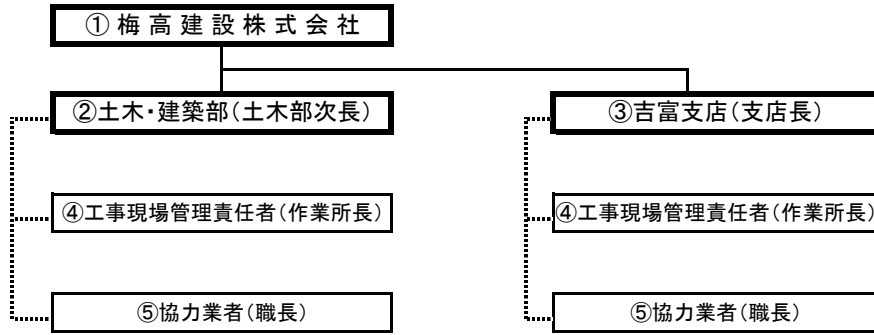 ①梅高建設株式会社
②土木・建築部(土木部次長)
③吉富支店(支店長)
④工事現場管理責任者(作業所長)
④工事現場管理責任者(作業所長)
⑤協力業者(職長)
⑤協力業者(職長)